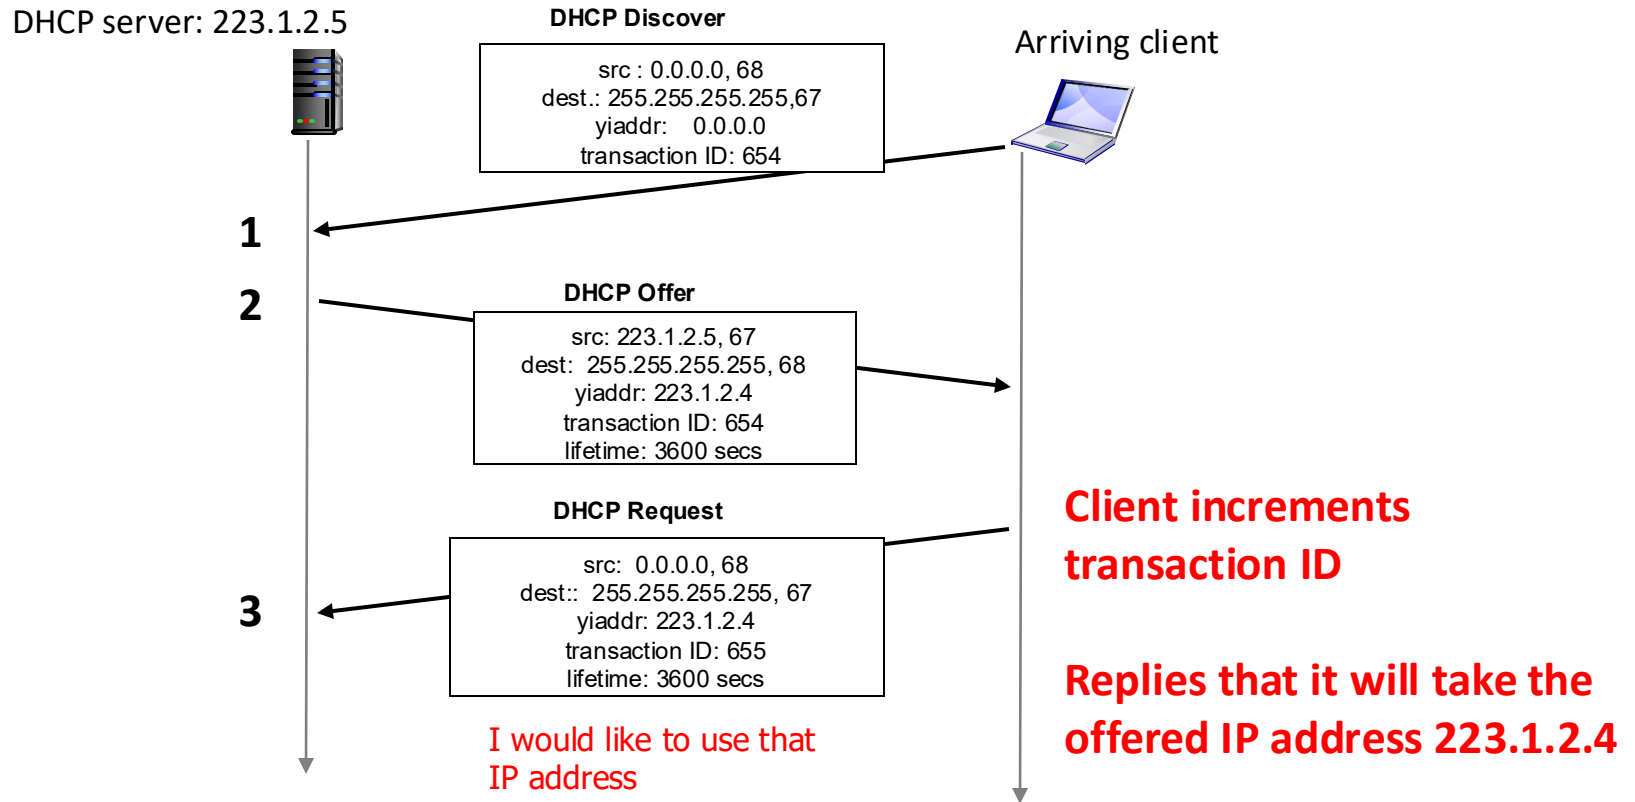 DHCP server: 223.1.2.5
DHCP Discover
Arriving client
src : 0.0.0.0, 68
dest.: 255.255.255.255,67
yiaddr: 0.0.0.0
transaction ID: 654
1
2
DHCP Offer
src: 223.1.2.5, 67
dest: 255.255.255.255, 68
yiaddr: 223.1.2.4
transaction ID: 654
lifetime: 3600 secs
DHCP Request
src: 0.0.0.0, 68
dest:: 255.255.255.255, 67
yiaddr: 223.1.2.4
transaction ID: 655
lifetime: 3600 secs
3
Client increments
transaction ID
Replies that it will take the
offered IP address 223.1.2.4
I would like to use that
IP address